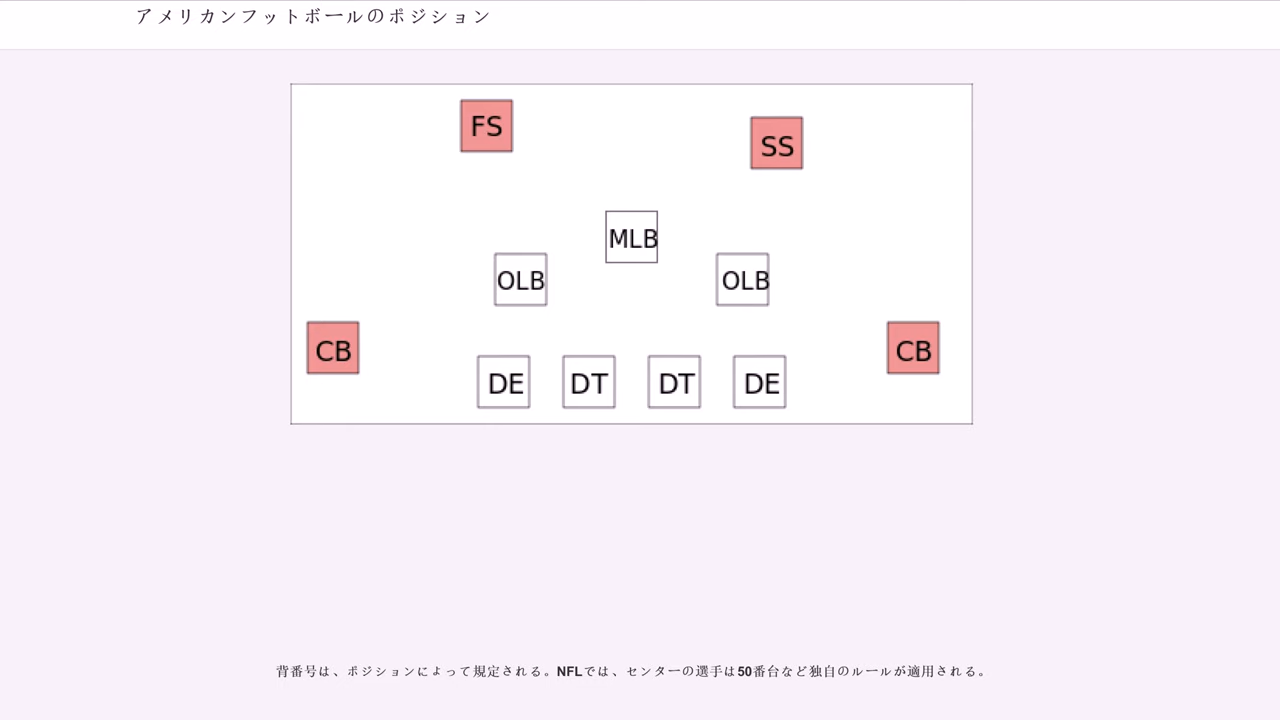 アメリカンフットボールのポジション
FS
SS
MLB
OLB OLB
CB CB
DE DT DT DE
背番号は、ポジションによって規定される。NFLでは、センターの選手は50番台など独自のルールが適用される。